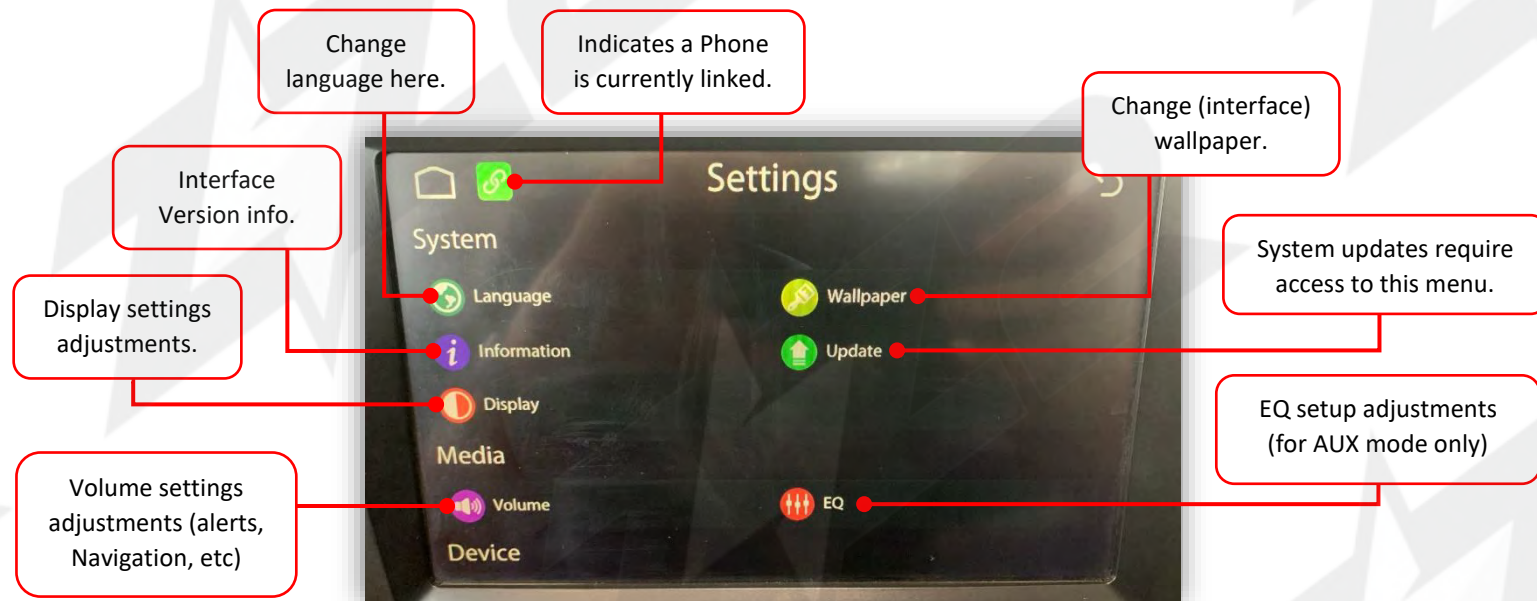 Change
language here.
Indicates a Phone
is currently linked.
Change (interface)
wallpaper.
Interface
Version info.
System updates require
access to this menu.
Display settings
adjustments.
EQ setup adjustments
(for AUX mode only)
Volume settings
adjustments (alerts,
Navigation, etc)
Settings
System
Language
Wallpaper
Information
Update
Display
Media
Volume
EQ
Device